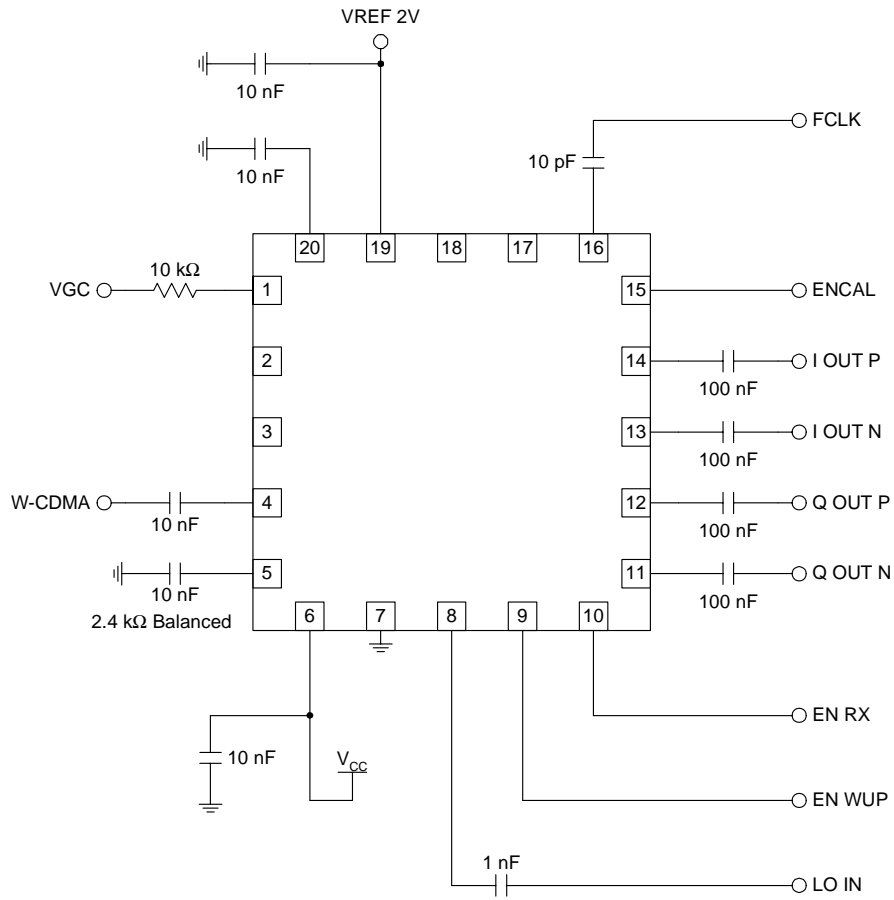 VREF 2V
10 nF
FCLK
10 nF
10 pF
20 19 18 17 16
10 kΩ
VGC 1 15 ENCAL
2 14 I OUT P
100 nF
3 13 I OUT N
100 nF
W-CDMA 4 12 Q OUT P
10 nF 100 nF
5 11 Q OUT N
10 nF 100 nF
2.4 kΩ Balanced
6 7 8 9 10
EN RX
10 nF VCC
EN WUP
1 nF
LO IN